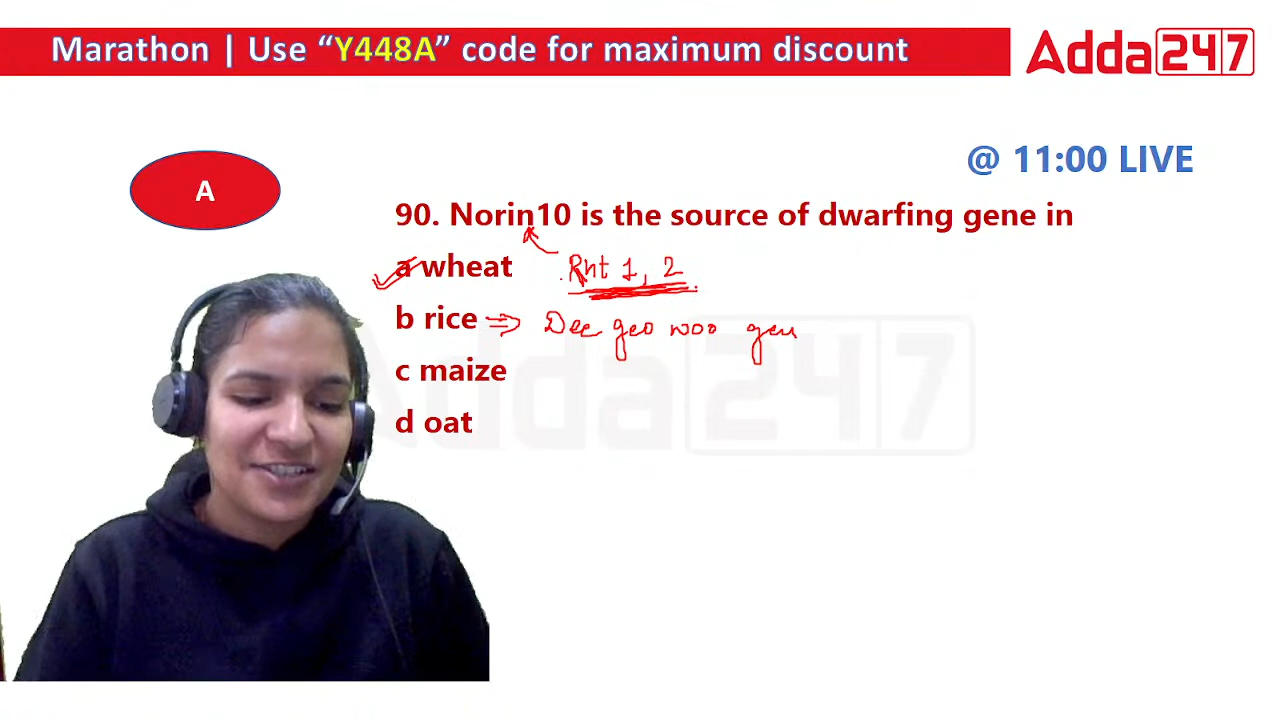 Marathon | Use “Y448A” code for maximum discount
Adda247
@ 11:00 LIVE
A
90. Norin10 is the source of dwarfing gene in
a wheat Rht 1, 2
b rice ⇒ Dee geo woo gen
c maize
d oat
Adda247